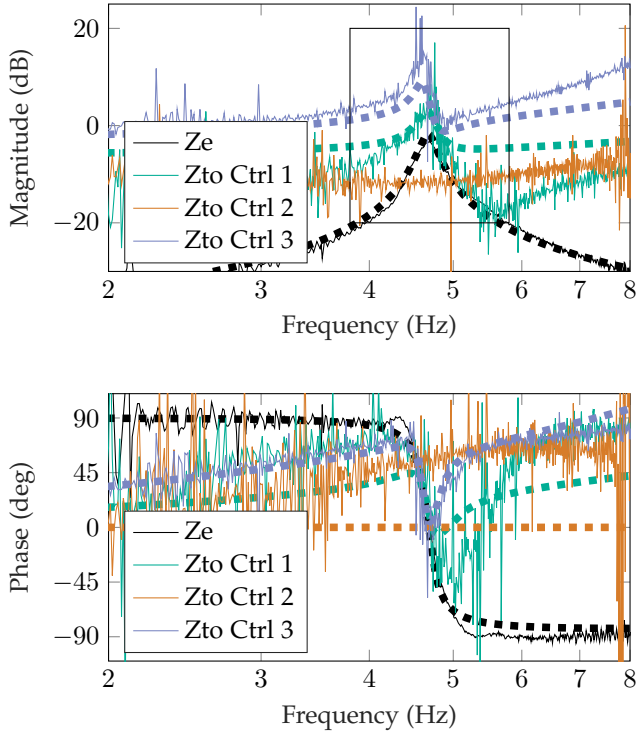 20
0
−20
Magnitude (dB)
Ze
Zto Ctrl 1
Zto Ctrl 2
Zto Ctrl 3
2 3 4 5 6 7 8
Frequency (Hz)
90
45
0
−45
−90
Phase (deg)
Ze
Zto Ctrl 1
Zto Ctrl 2
Zto Ctrl 3
2 3 4 5 6 7 8
Frequency (Hz)